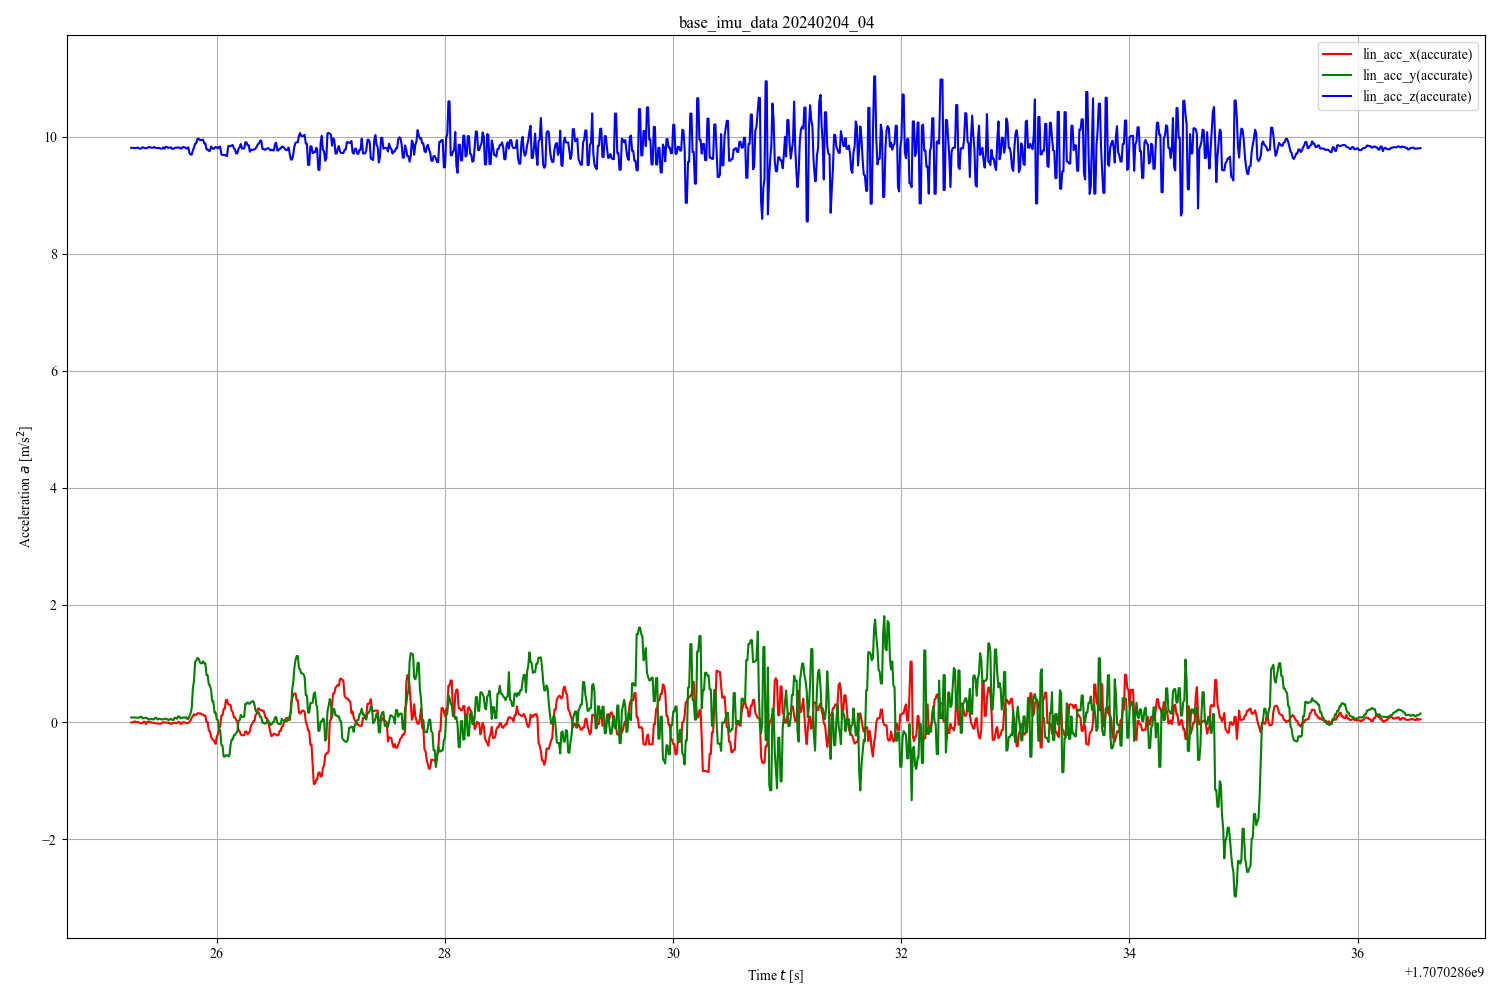 base_imu_data 20240204_04
lin_acc_x(accurate)
lin_acc_y(accurate)
lin_acc_z(accurate)
Acceleration a [m/s²]
10
8
6
4
2
0
−2
26
28
30
32
34
36
Time t [s]
+1.7070286e9